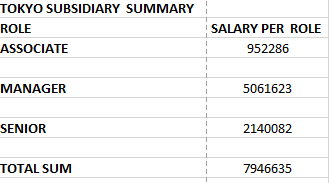 TOKYO SUBSIDIARY SUMMARY
ROLE SALARY PER ROLE
ASSOCIATE 952286
MANAGER 5061623
SENIOR 2140082
TOTAL SUM 7946635